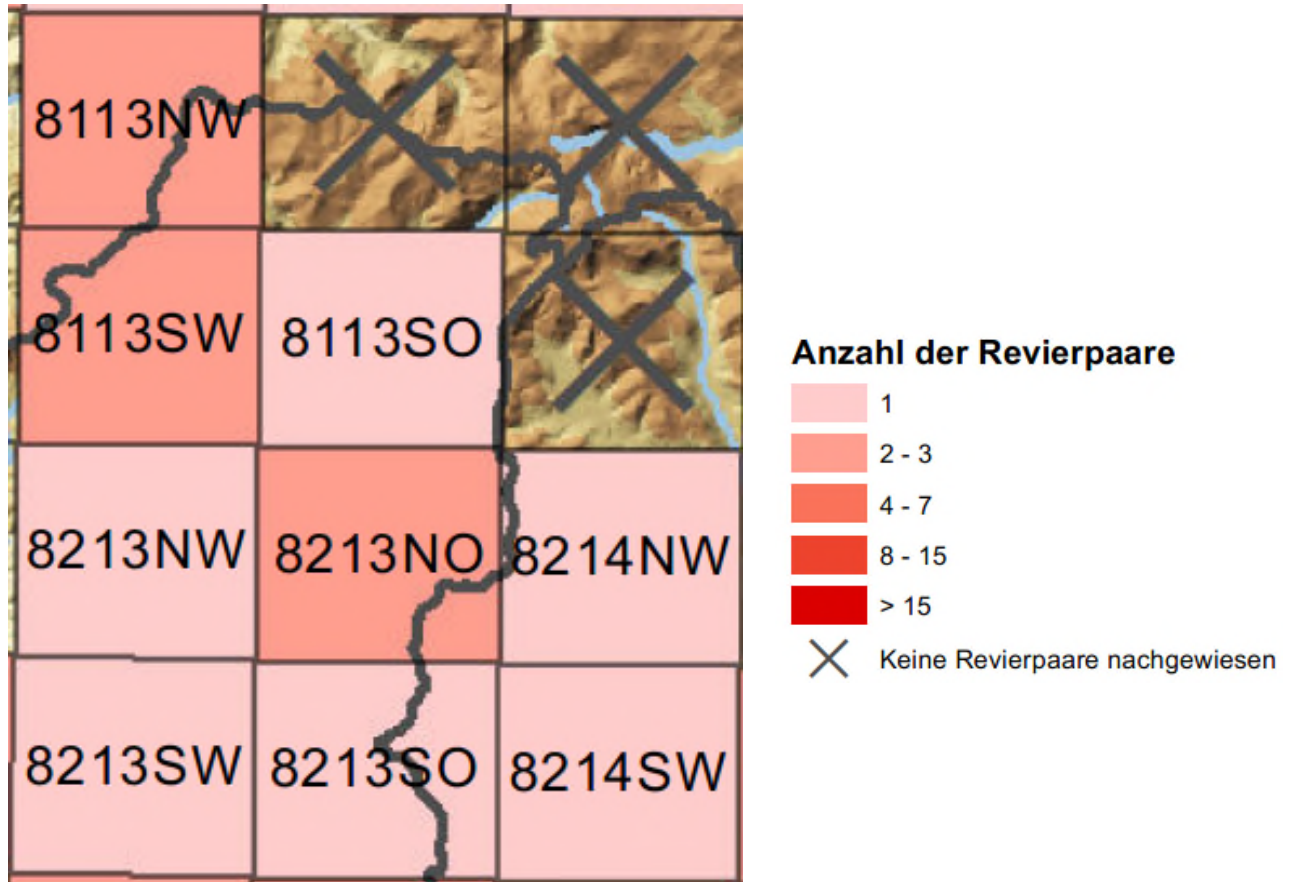 8113NW
8113SW
8113SO
8213NW
8213NO
8214NW
8213SW
8213SO
8214SW
Anzahl der Revierpaare
1
2 - 3
4 - 7
8 - 15
> 15
Keine Revierpaare nachgewiesen